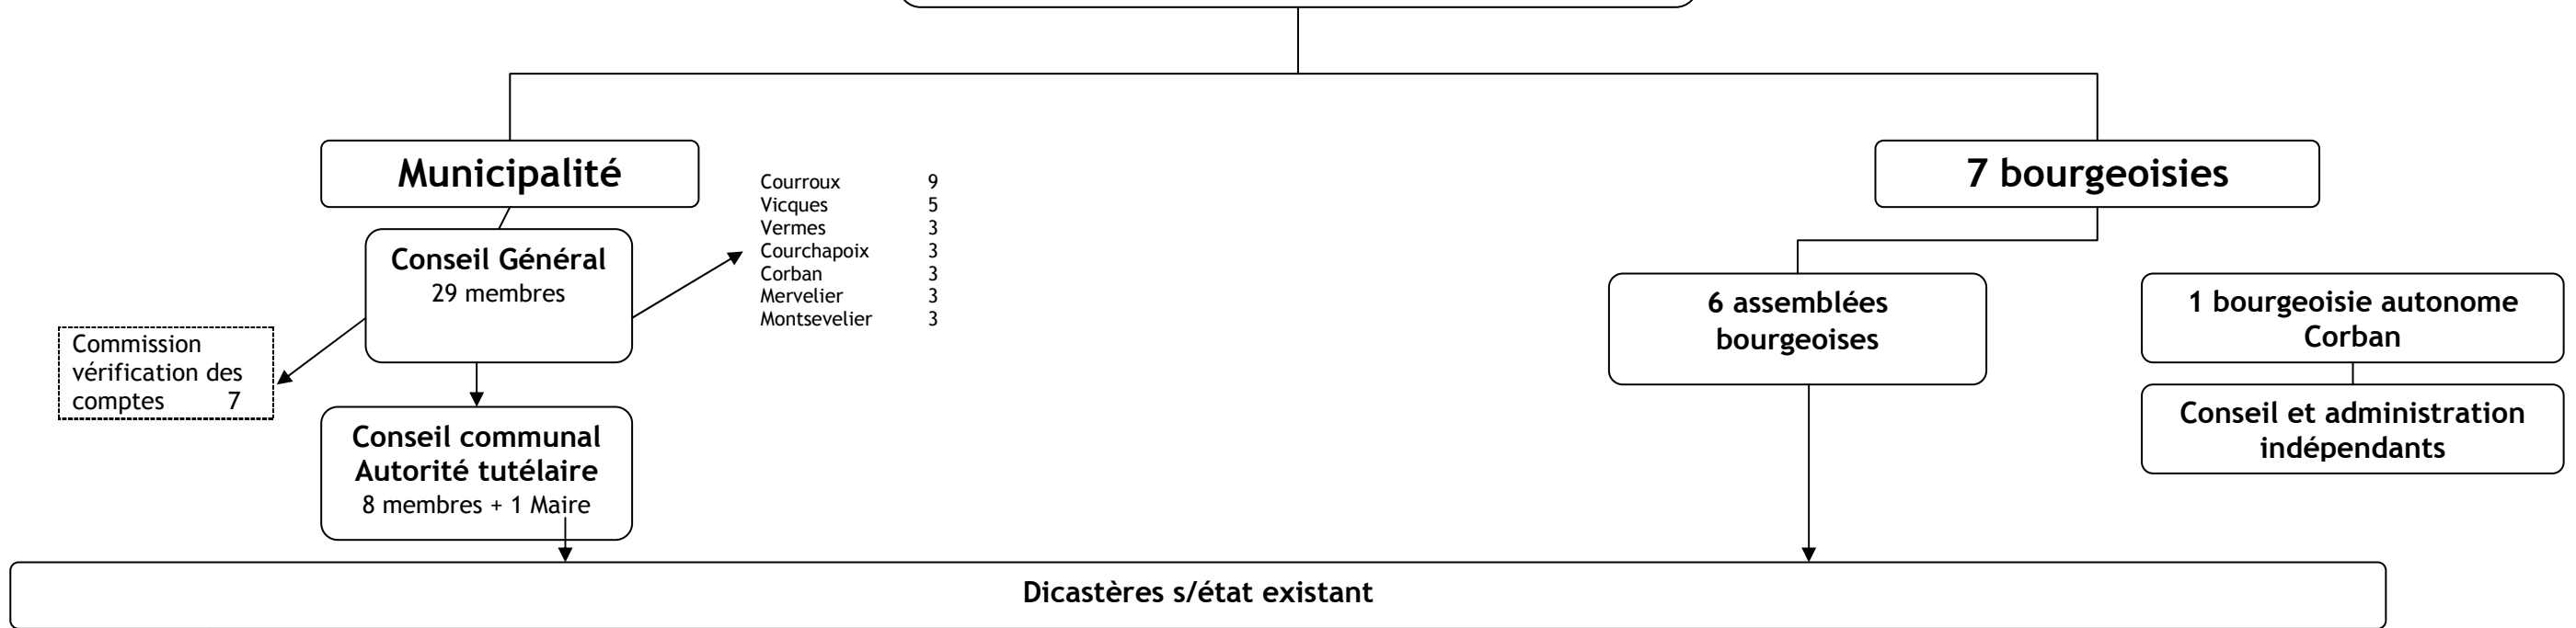 Municipalité
Conseil Général
29 membres
Commission
vérification des
comptes 7
Courroux 9
Vicques 5
Vermes 3
Courchapoix 3
Corban 3
Mervelier 3
Montsevelier 3
Conseil communal
Autorité tutélaire
8 membres + 1 Maire
7 bourgeoisies
6 assemblées
bourgeoises
1 bourgeoisie autonome
Corban
Conseil et administration
indépendants
Dicastères s/état existant